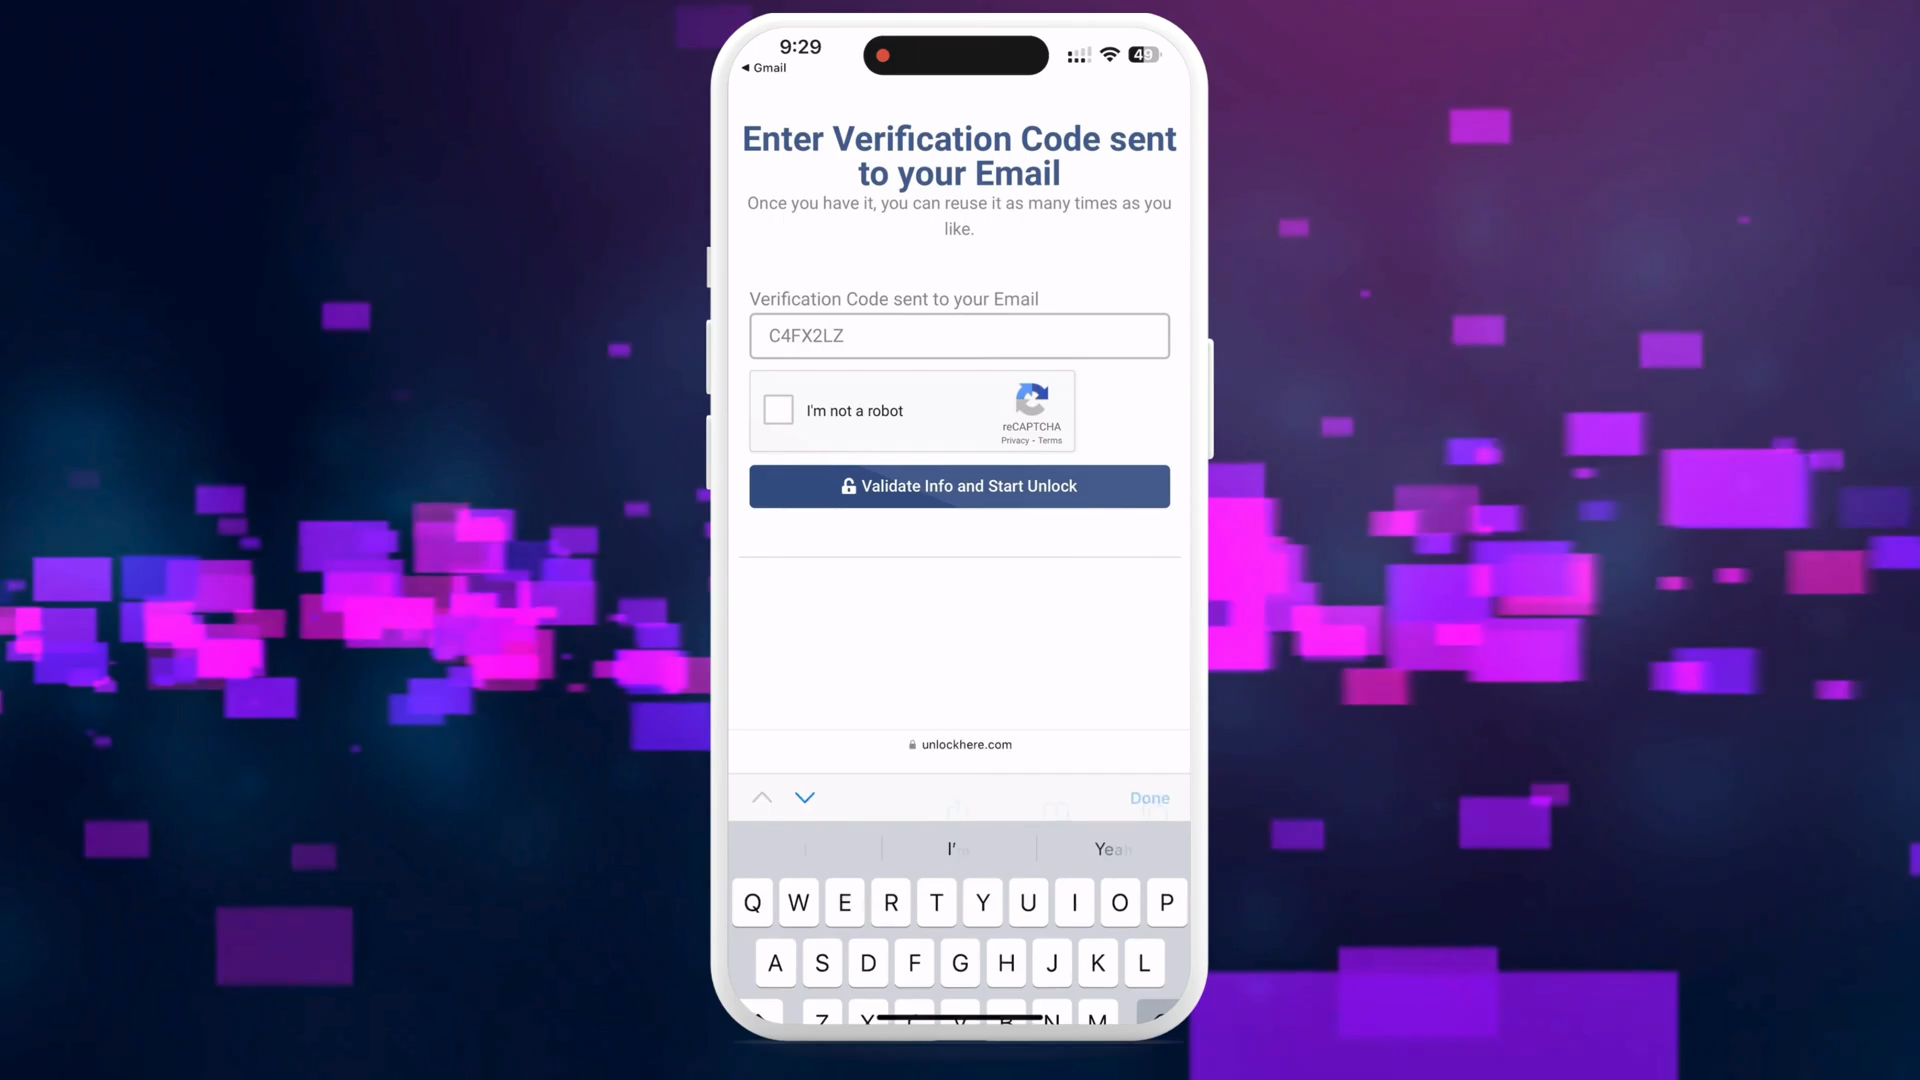 9:29
49
◄ Gmail
Enter Verification Code sent
to your Email
Once you have it, you can reuse it as many times as you
like.
Verification Code sent to your Email
C4FX2LZ
I'm not a robot
reCAPTCHA
Privacy - Terms
Validate Info and Start Unlock
unlockhere.com
Done
I'm
Yeah
Q W E R T Y U I O P
A S D F G H J K L
Z X C V B N M